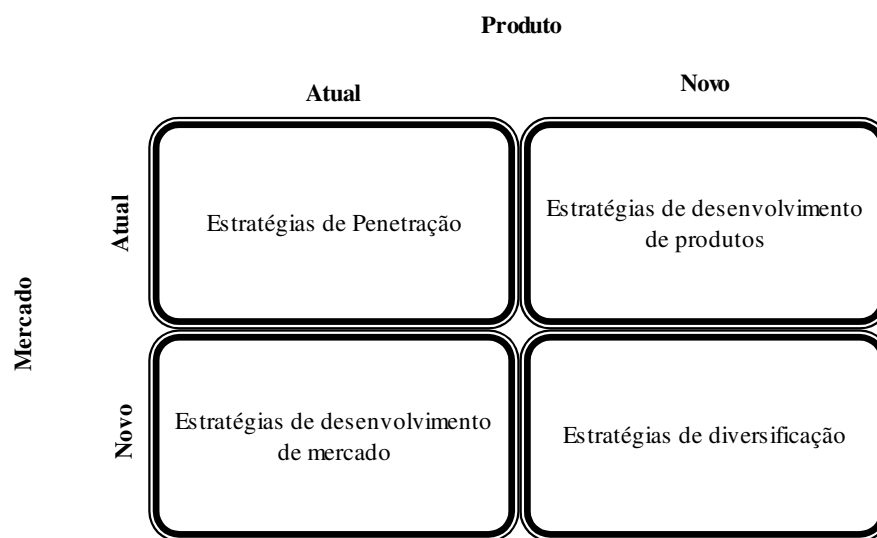 Produto
Atual
Novo
Mercado
Atual
Estratégias de Penetração
Estratégias de desenvolvimento
de produtos
Novo
Estratégias de desenvolvimento
de mercado
Estratégias de diversificação